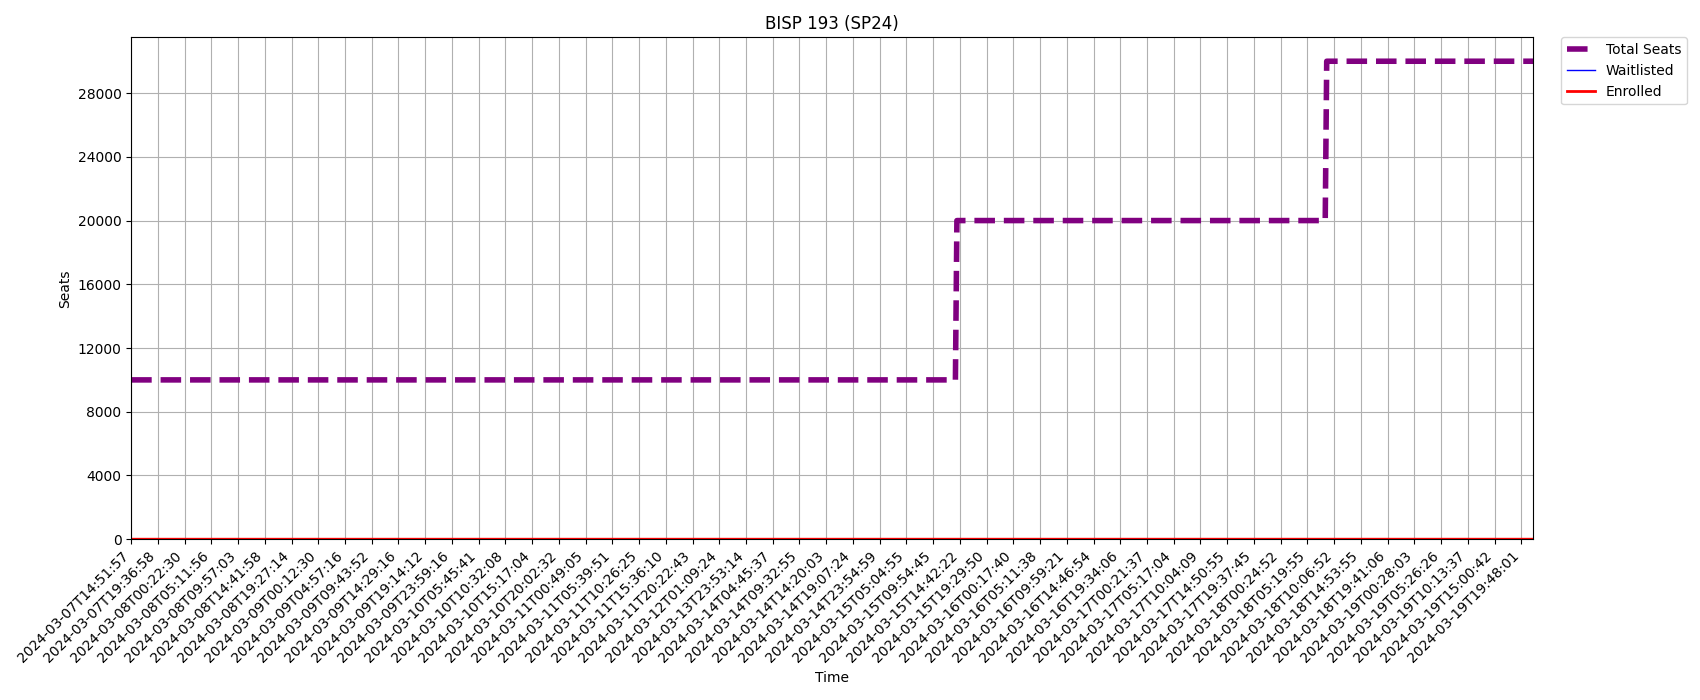 BISP 193 (SP24)
Total Seats
Waitlisted
Enrolled
Seats
28000
24000
20000
16000
12000
8000
4000
0
2024-03-07T14:51:57
2024-03-07T19:36:58
2024-03-08T00:22:30
2024-03-08T05:11:56
2024-03-08T09:57:03
2024-03-08T14:41:58
2024-03-08T19:27:14
2024-03-09T00:12:30
2024-03-09T04:57:16
2024-03-09T09:43:52
2024-03-09T14:29:16
2024-03-09T19:14:12
2024-03-09T23:59:16
2024-03-10T05:45:41
2024-03-10T10:32:08
2024-03-10T15:17:04
2024-03-10T20:02:32
2024-03-11T00:49:05
2024-03-11T05:39:51
2024-03-11T10:26:25
2024-03-11T15:36:10
2024-03-11T20:22:43
2024-03-12T01:09:24
2024-03-13T23:53:14
2024-03-14T04:45:37
2024-03-14T09:32:55
2024-03-14T14:20:03
2024-03-14T19:07:24
2024-03-14T23:54:59
2024-03-15T05:04:55
2024-03-15T09:54:45
2024-03-15T14:42:22
2024-03-15T19:29:50
2024-03-16T00:17:40
2024-03-16T05:11:38
2024-03-16T09:59:21
2024-03-16T14:46:54
2024-03-16T19:34:06
2024-03-17T00:21:37
2024-03-17T05:17:04
2024-03-17T10:04:09
2024-03-17T14:50:55
2024-03-17T19:37:45
2024-03-18T00:24:52
2024-03-18T05:19:55
2024-03-18T10:06:52
2024-03-18T14:53:55
2024-03-18T19:41:06
2024-03-19T00:28:03
2024-03-19T05:26:26
2024-03-19T10:13:37
2024-03-19T15:00:42
2024-03-19T19:48:01
Time